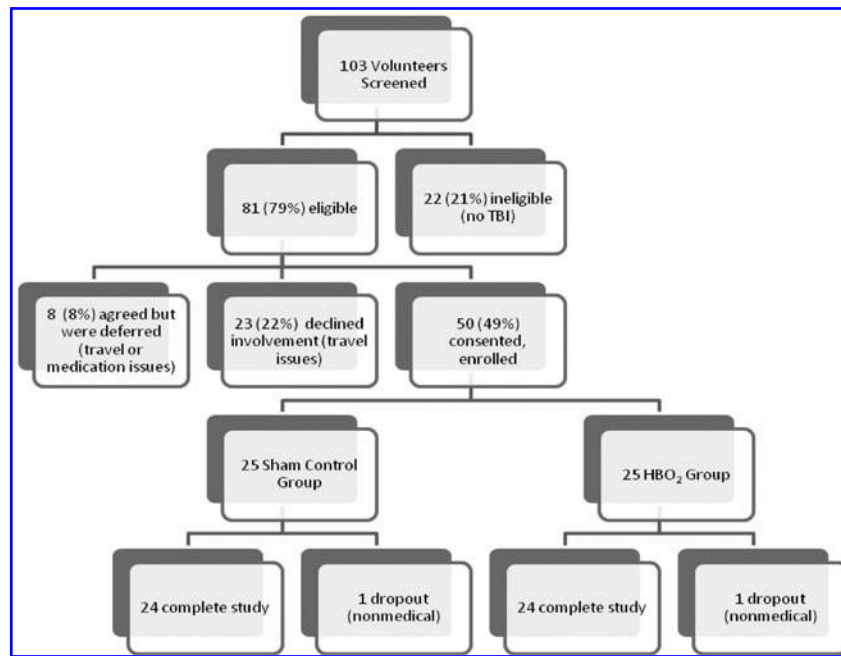 103 Volunteers
Screened
81 (79%) eligible
22 (21%) ineligible
(no TBI)
8 (8%) agreed but
were deferred
(travel or
medication issues)
23 (22%) declined
involvement (travel
issues)
50 (49%)
consented,
enrolled
25 Sham Control
Group
25 HBO₂ Group
24 complete study
1 dropout
(nonmedical)
24 complete study
1 dropout
(nonmedical)